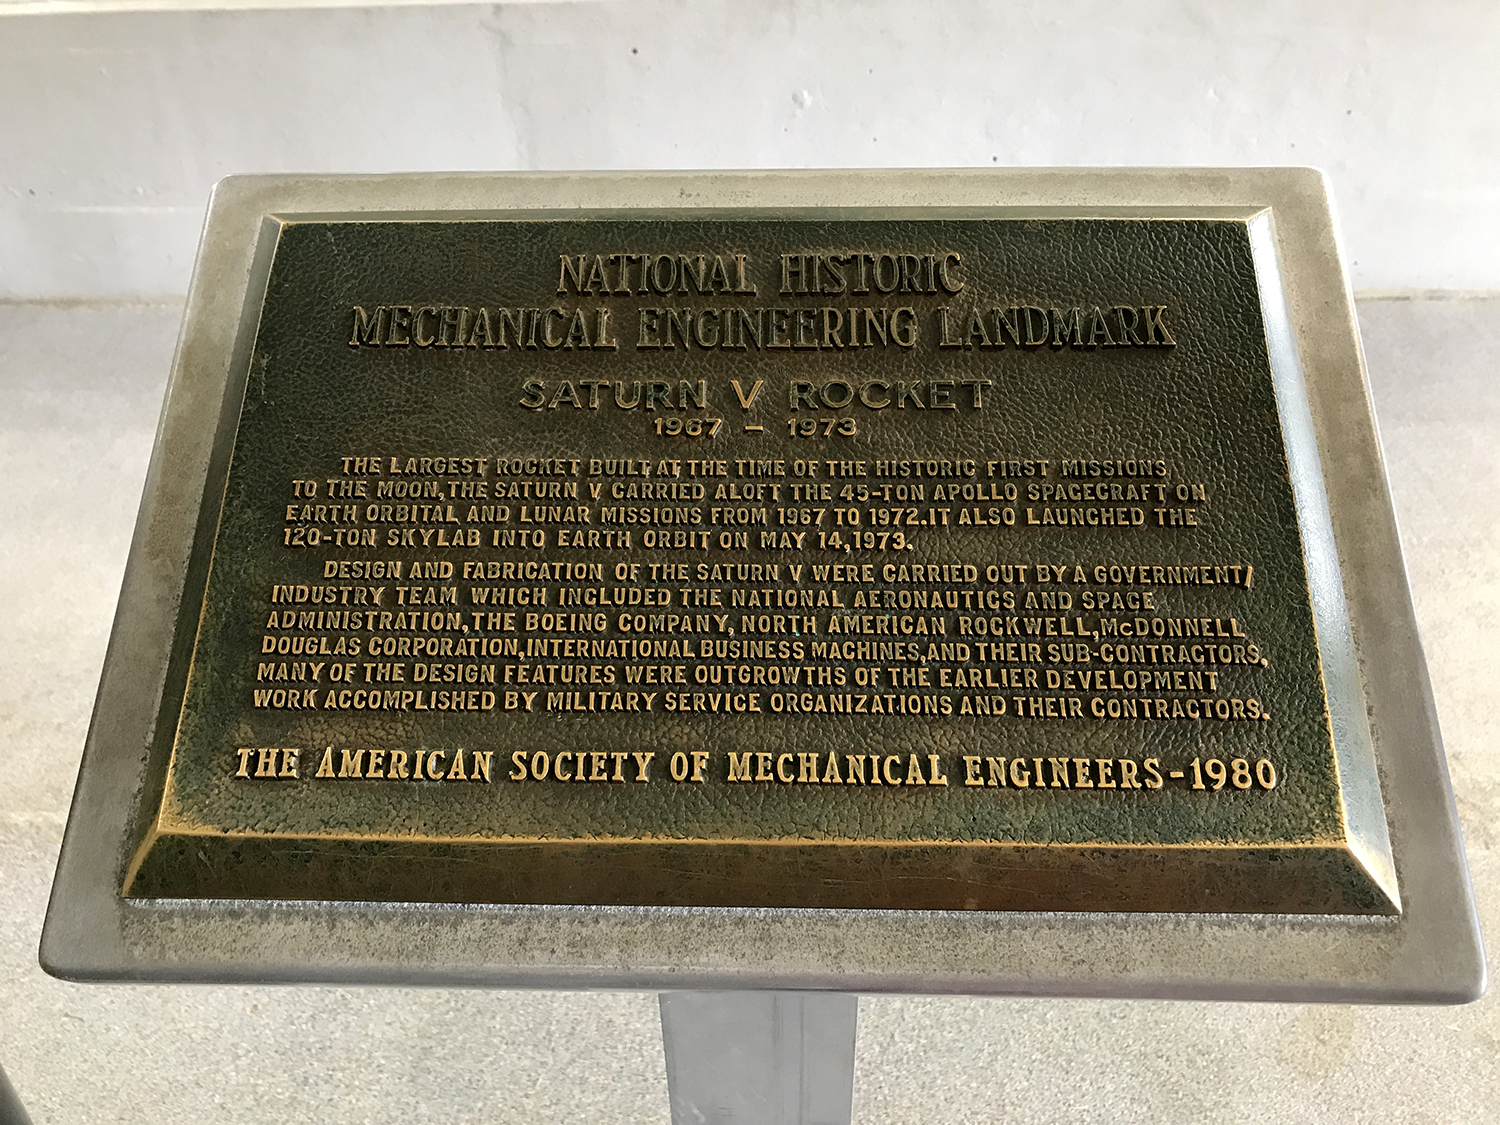 NATIONAL HISTORIC
MECHANICAL ENGINEERING LANDMARK
SATURN V ROCKET
1967 – 1973
THE LARGEST ROCKET BUILT AT THE TIME OF THE HISTORIC FIRST MISSIONS
TO THE MOON, THE SATURN V CARRIED ALOFT THE 45-TON APOLLO SPACECRAFT ON
EARTH ORBITAL AND LUNAR MISSIONS FROM 1967 TO 1972. IT ALSO LAUNCHED THE
120-TON SKYLAB INTO EARTH ORBIT ON MAY 14, 1973.
DESIGN AND FABRICATION OF THE SATURN V WERE CARRIED OUT BY A GOVERNMENT/
INDUSTRY TEAM WHICH INCLUDED THE NATIONAL AERONAUTICS AND SPACE
ADMINISTRATION, THE BOEING COMPANY, NORTH AMERICAN ROCKWELL, McDONNELL
DOUGLAS CORPORATION, INTERNATIONAL BUSINESS MACHINES, AND THEIR SUB-CONTRACTORS.
MANY OF THE DESIGN FEATURES WERE OUTGROWTHS OF THE EARLIER DEVELOPMENT
WORK ACCOMPLISHED BY MILITARY SERVICE ORGANIZATIONS AND THEIR CONTRACTORS.
THE AMERICAN SOCIETY OF MECHANICAL ENGINEERS-1980